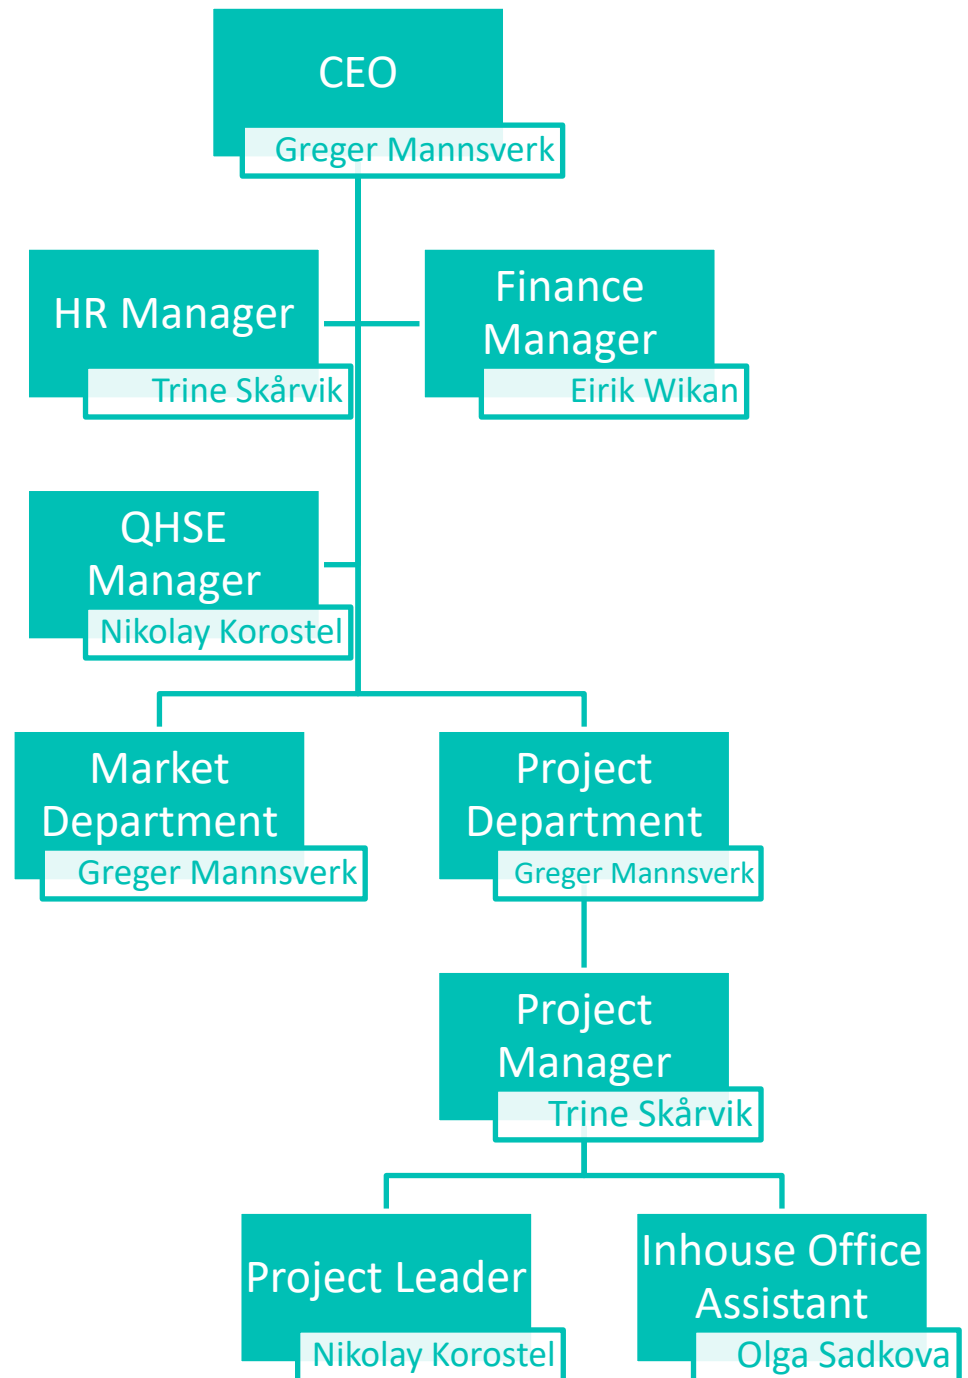 CEO
Greger Mannsverk
HR Manager
Trine Skårvik
Finance
Manager
Eirik Wikan
QHSE
Manager
Nikolay Korostel
Market
Department
Greger Mannsverk
Project
Department
Greger Mannsverk
Project
Manager
Trine Skårvik
Project Leader
Nikolay Korostel
Inhouse Office
Assistant
Olga Sadkova